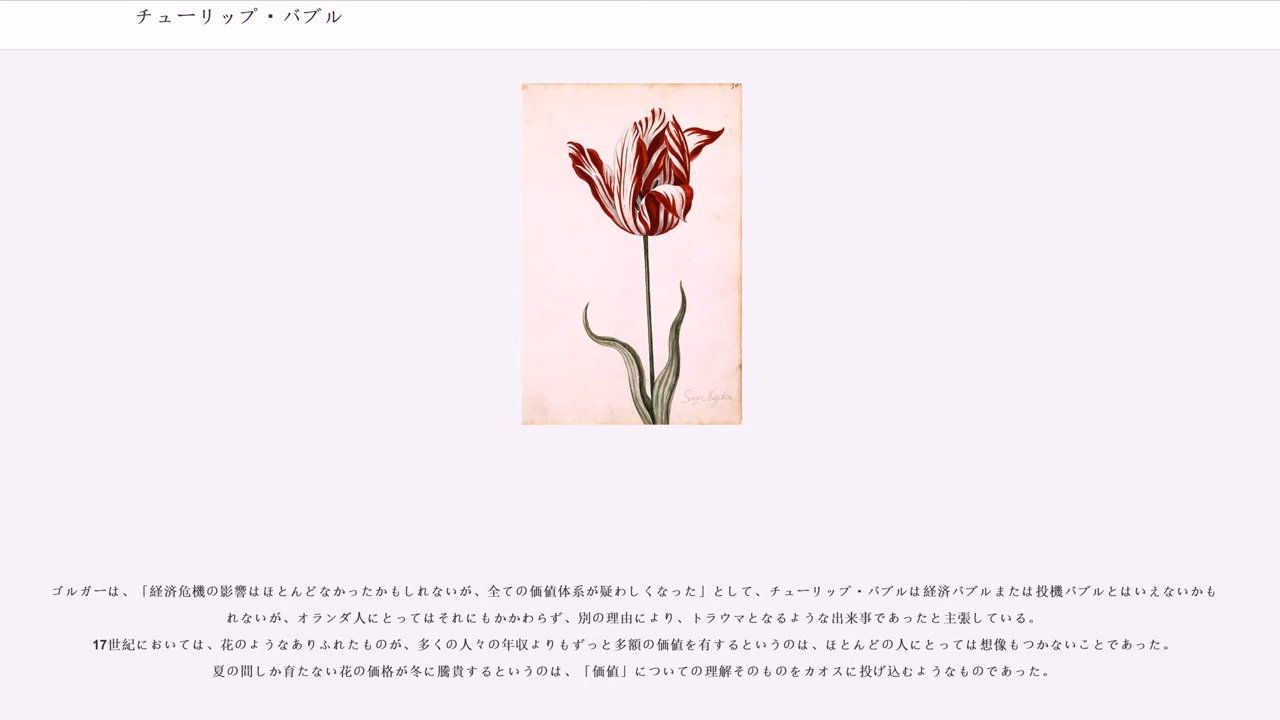 チューリップ・バブル
ゴルガーは、「経済危機の影響はほとんどなかったかもしれないが、全ての価値体系が疑わしくなった」として、チューリップ・バブルは経済バブルまたは投機バブルとはいえないかも
れないが、オランダ人にとってはそれにもかかわらず、別の理由により、トラウマとなるような出来事であったと主張している。
17世紀においては、花のようなありふれたものが、多くの人々の年収よりもずっと多額の価値を有するというのは、ほとんどの人にとっては想像もつかないことであった。
夏の間しか育たない花の価格が冬に騰貴するというのは、「価値」についての理解そのものをカオスに投げ込むようなものであった。